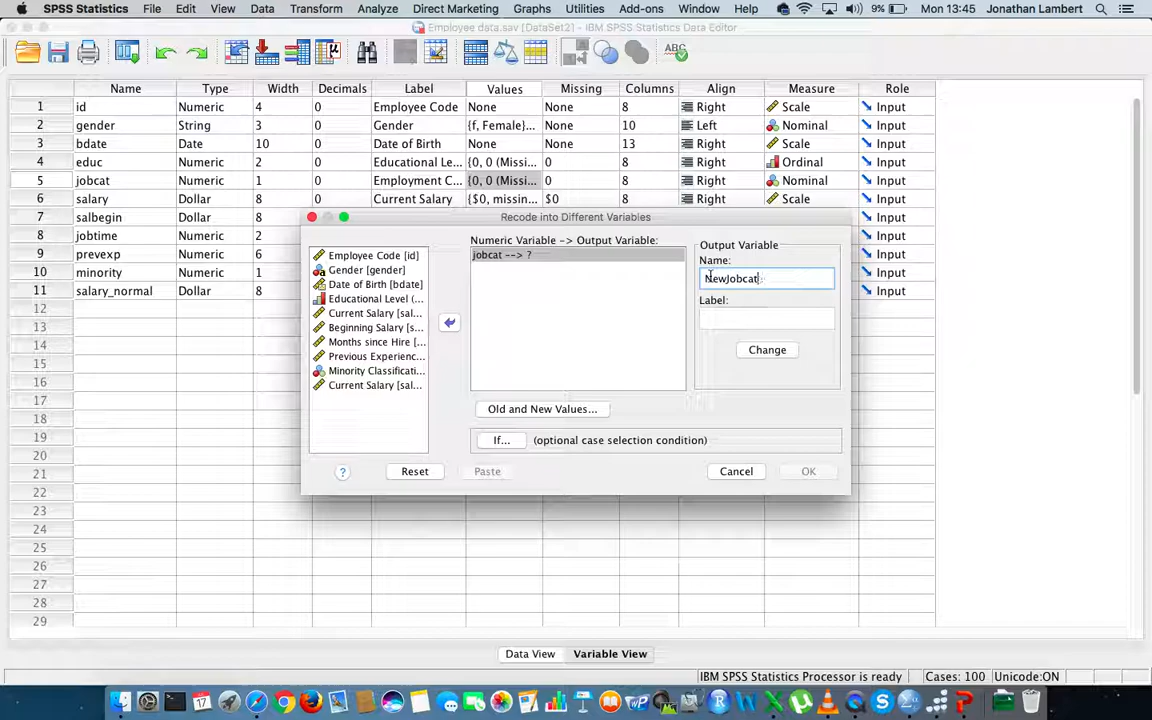 SPSS Statistics File Edit View Data Transform Analyze Direct Marketing Graphs Utilities Add-ons Window Help 9% Mon 13:45 Jonathan Lambert
Employee data.sav [DataSet2] - IBM SPSS Statistics Data Editor
Name Type Width Decimals Label Values Missing Columns Align Measure Role
1 id Numeric 4 0 Employee Code None None 8 Right Scale Input
2 gender String 3 0 Gender {f, Female}... None 10 Left Nominal Input
3 bdate Date 10 0 Date of Birth None None 13 Right Scale Input
4 educ Numeric 2 0 Educational Le... {0, 0 (Missi... 0 8 Right Ordinal Input
5 jobcat Numeric 1 0 Employment C... {0, 0 (Missi... 0 8 Right Nominal Input
6 salary Dollar 8 0 Current Salary {$0, missin... $0 8 Right Scale Input
7 salbegin Dollar 8 Input
8 jobtime Numeric 2 Input
9 prevexp Numeric 6 Input
10 minority Numeric 1 Input
11 salary_normal Dollar 8 Input
12
13
14
15
16
17
18
19
20
21
22
23
24
25
26
27
28
29
Recode into Different Variables
Employee Code [id]
Gender [gender]
Date of Birth [bdate]
Educational Level (...
Current Salary [sal...
Beginning Salary [s...
Months since Hire [...
Previous Experienc...
Minority Classificati...
Current Salary [sal...
Numeric Variable -> Output Variable:
jobcat --> ?
Output Variable
Name:
NewJobcat
Label:
Change
Old and New Values...
If... (optional case selection condition)
? Reset Paste Cancel OK
Data View Variable View
IBM SPSS Statistics Processor is ready Cases: 100 Unicode:ON